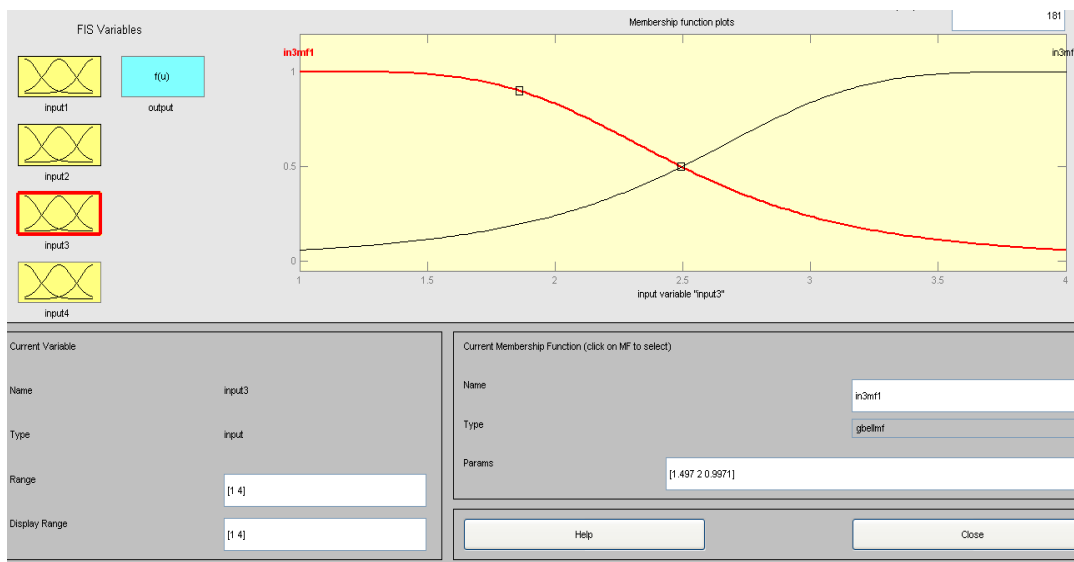 FIS Variables
Membership function plots
181
in3mf1
in3mf
f(u)
input1
output
input2
input3
input4
1
0.5
0
1
1.5
2
2.5
3
3.5
4
input variable "input3"
Current Variable
Name
input3
Type
input
Range
[1 4]
Display Range
[1 4]
Current Membership Function (click on MF to select)
Name
in3mf1
Type
gbellmf
Params
[1.497 2 0.9971]
Help
Close